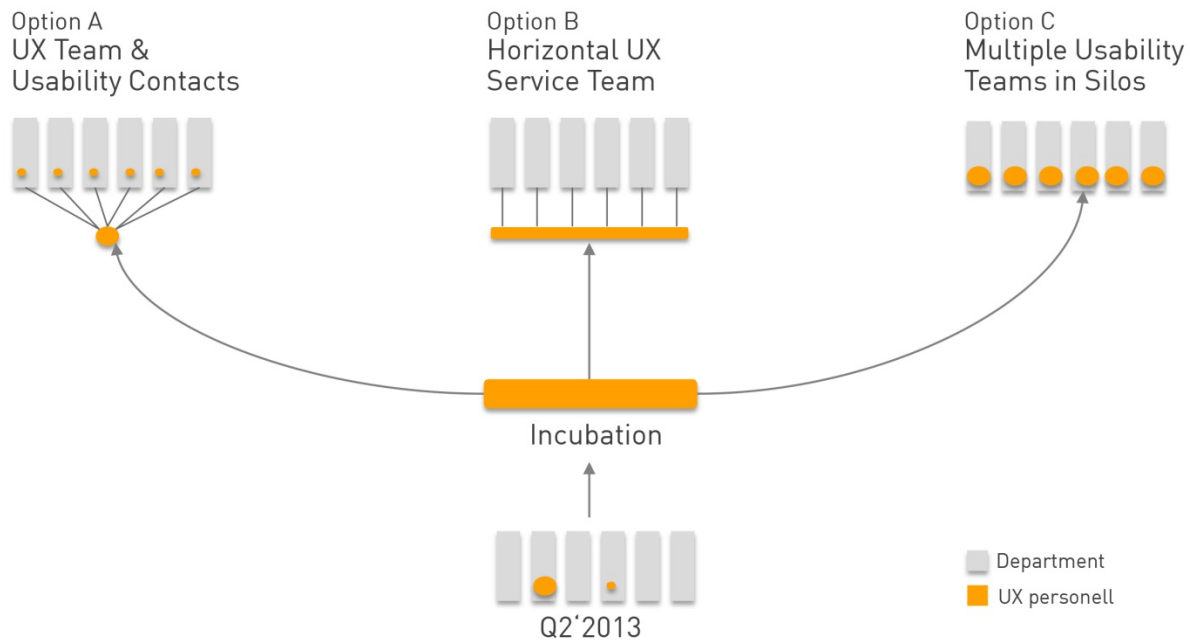 Option A
UX Team &
Usability Contacts
Option B
Horizontal UX
Service Team
Option C
Multiple Usability
Teams in Silos
Incubation
Q2‘2013
Department
UX personell